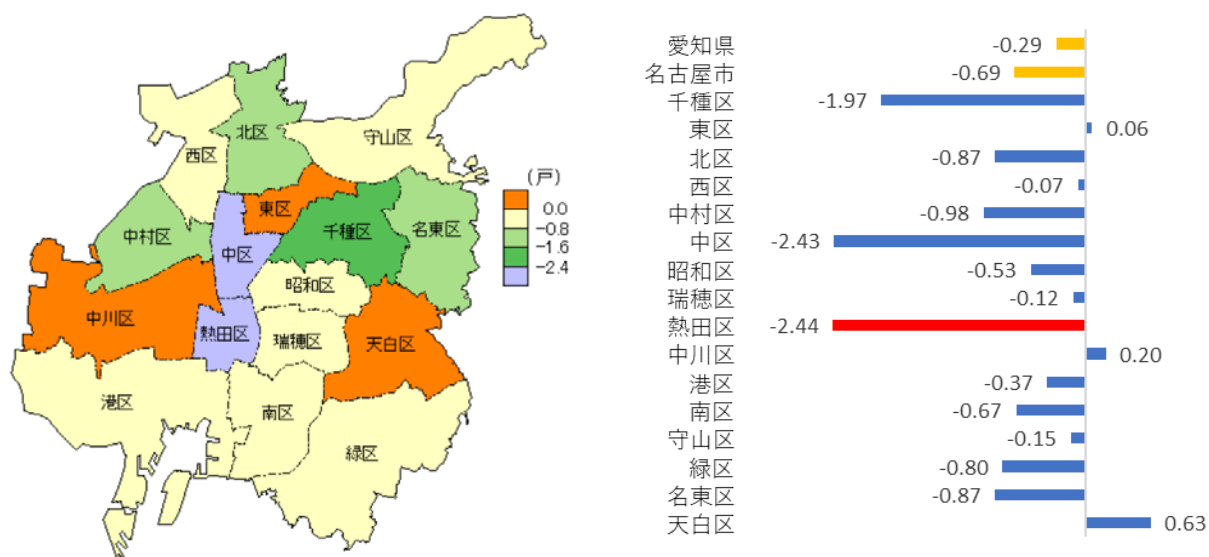 北区
守山区
西区
東区
千種区
名東区
中村区
中区
昭和区
中川区
熱田区
瑞穂区
天白区
港区
南区
緑区
(戸)
0.0
−0.8
−1.6
−2.4
愛知県 -0.29
名古屋市 -0.69
千種区 -1.97
東区 0.06
北区 -0.87
西区 -0.07
中村区 -0.98
中区 -2.43
昭和区 -0.53
瑞穂区 -0.12
熱田区 -2.44
中川区 0.20
港区 -0.37
南区 -0.67
守山区 -0.15
緑区 -0.80
名東区 -0.87
天白区 0.63